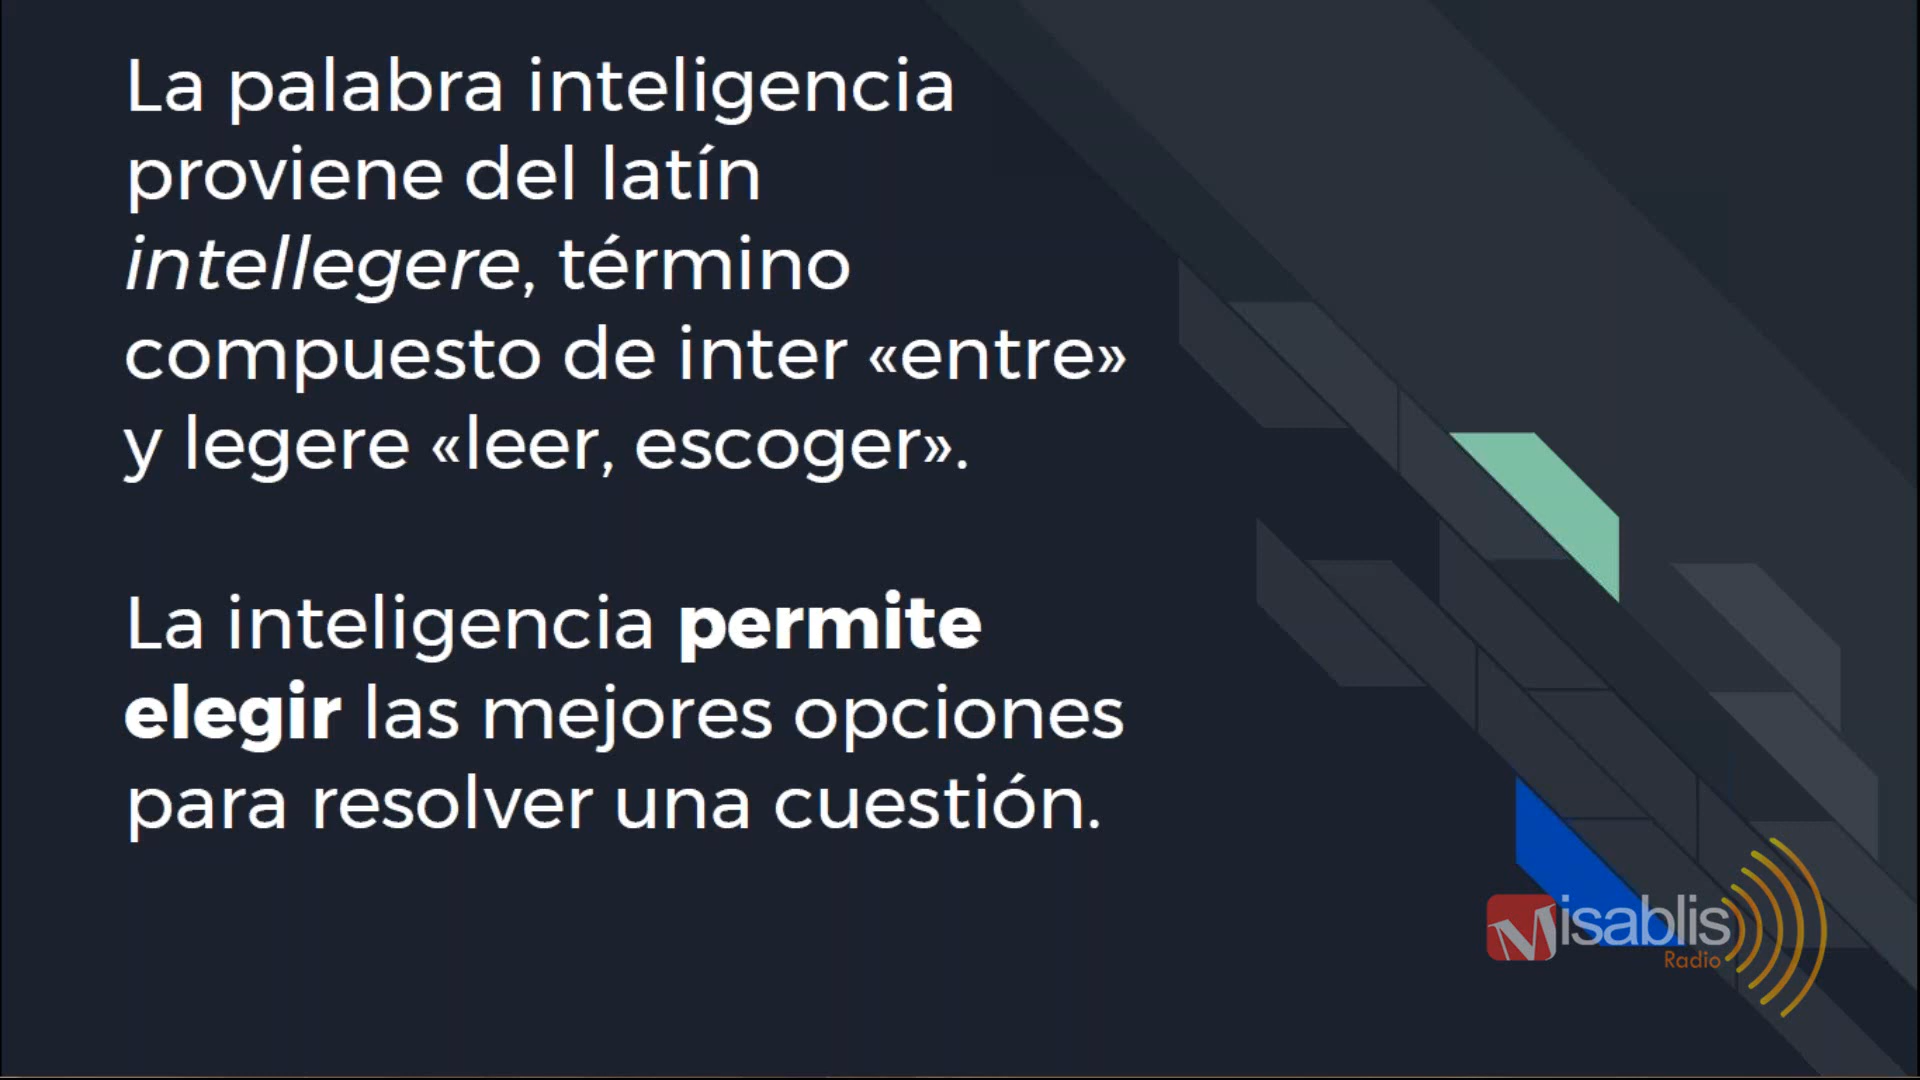 La palabra inteligencia
proviene del latín
intellegere, término
compuesto de inter «entre»
y legere «leer, escoger».
La inteligencia permite
elegir las mejores opciones
para resolver una cuestión.
Misablis
Radio